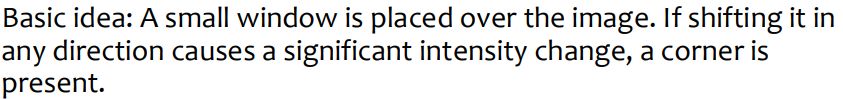 Basic idea: A small window is placed over the image. If shifting it in
any direction causes a significant intensity change, a corner is
present.